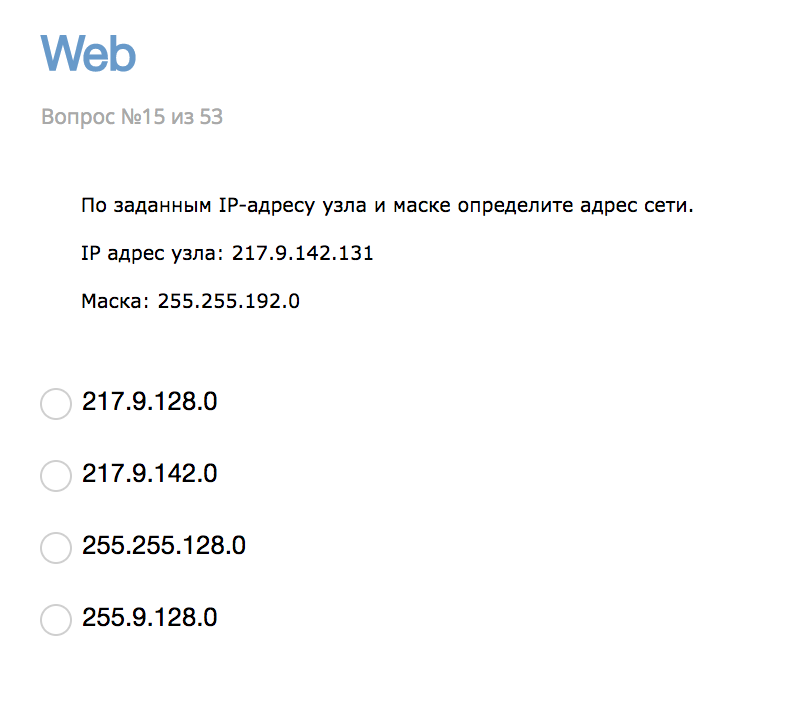 Web
Вопрос №15 из 53
По заданным IP-адресу узла и маске определите адрес сети.
IP адрес узла: 217.9.142.131
Маска: 255.255.192.0
217.9.128.0
217.9.142.0
255.255.128.0
255.9.128.0